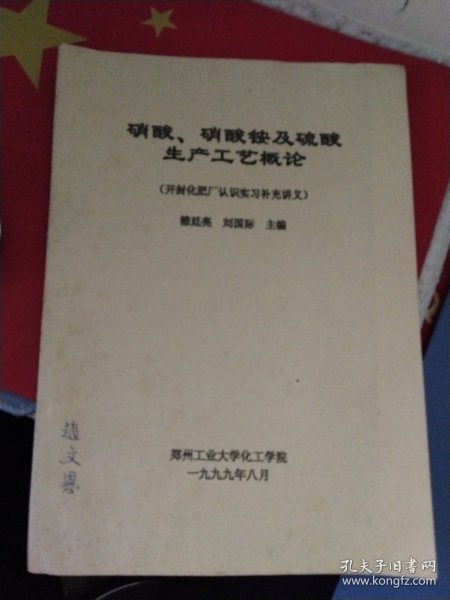 硝酸、硝酸铵及硫酸
生产工艺概论
（开封化肥厂认识实习补充讲义）
雒廷亮 刘国际 主编
赵文恩
郑州工业大学化工学院
一九九九年八月
孔夫子旧书网
www.kongfz.com